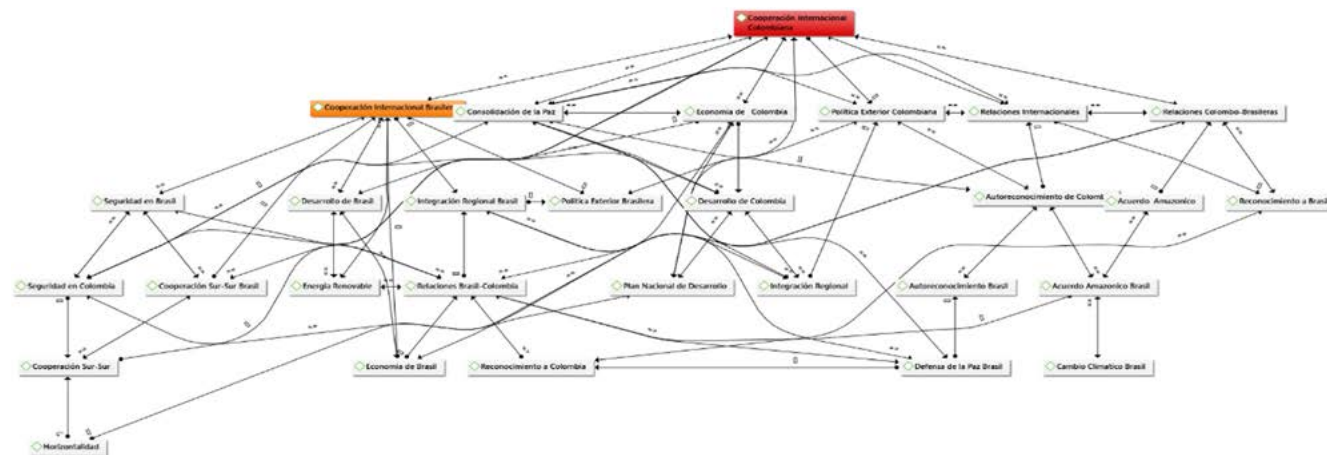 Cooperación Internacional
Colombiana
Cooperación Internacional Brasilera
Consolidación de la Paz
Economía de Colombia
Política Exterior Colombiana
Relaciones Internacionales
Relaciones Colombo-Brasileras
Seguridad en Brasil
Desarrollo de Brasil
Integración Regional Brasil
Política Exterior Brasilera
Desarrollo de Colombia
Autoreconocimiento de Colomb
Acuerdo Amazonico
Reconocimiento a Brasil
Seguridad en Colombia
Cooperación Sur-Sur Brasil
Energía Renovable
Relaciones Brasil-Colombia
Plan Nacional de Desarrollo
Integración Regional
Autoreconocimiento Brasil
Acuerdo Amazonico Brasil
Cooperación Sur-Sur
Economía de Brasil
Reconocimiento a Colombia
Defensa de la Paz Brasil
Cambio Climatico Brasil
Horizontalidad